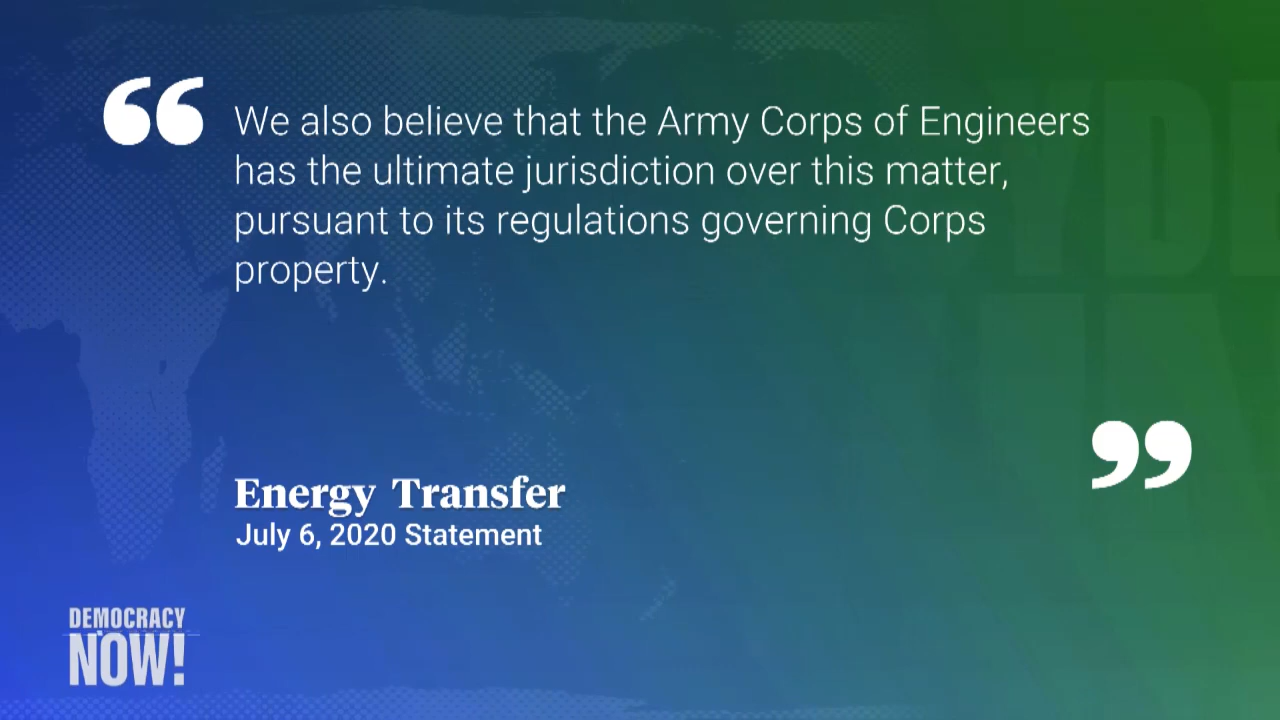 “
We also believe that the Army Corps of Engineers
has the ultimate jurisdiction over this matter,
pursuant to its regulations governing Corps
property.
”
Energy Transfer
July 6, 2020 Statement
DEMOCRACY
NOW!